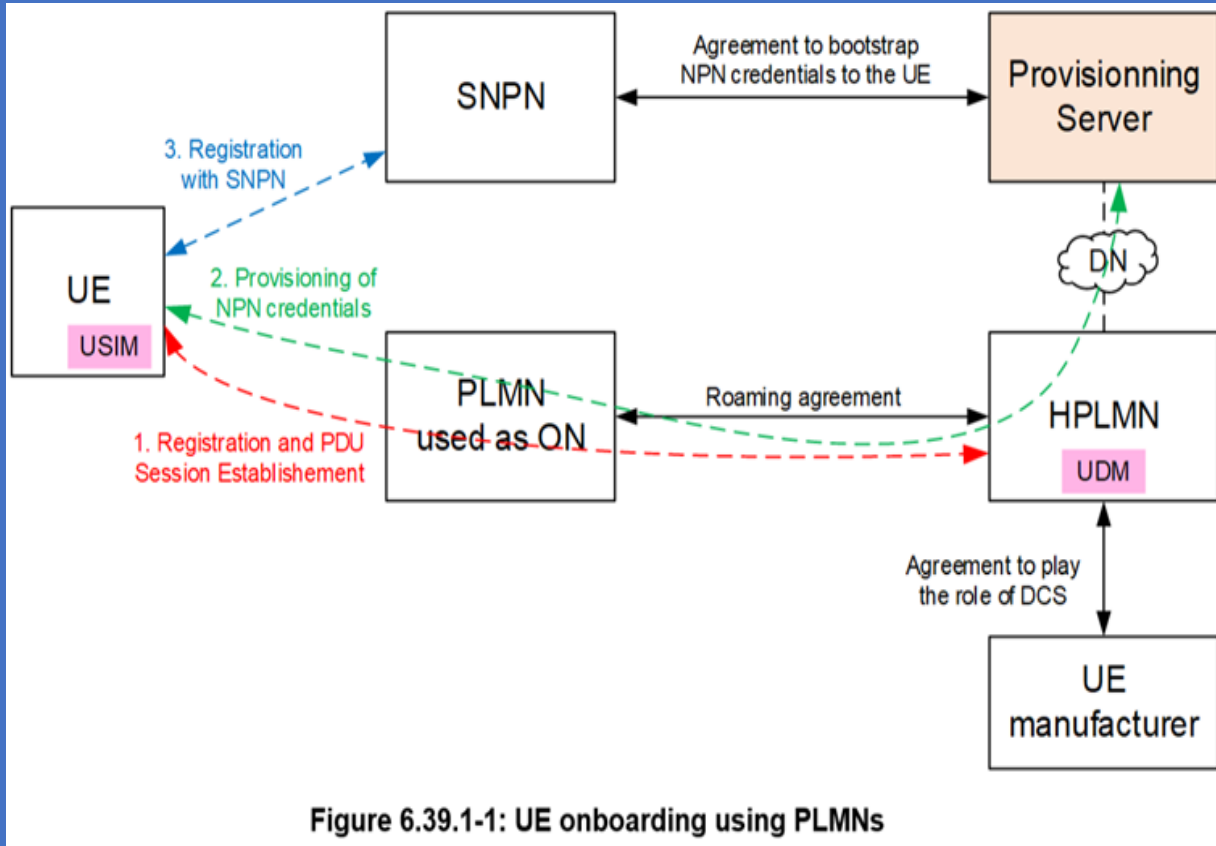 Agreement to bootstrap
NPN credentials to the UE
SNPN
Provisionning
Server
3. Registration
with SNPN
UE
USIM
2. Provisioning of
NPN credentials
DN
PLMN
used as ON
Roaming agreement
HPLMN
UDM
1. Registration and PDU
Session Establishement
Agreement to play
the role of DCS
UE
manufacturer
Figure 6.39.1-1: UE onboarding using PLMNs